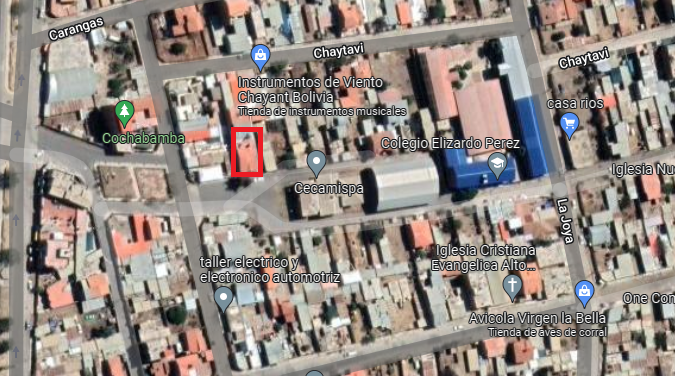 Carangas
Chaytavi
Chaytavi
Instrumentos de Viento
Chayant Bolivia
Tienda de instrumentos musicales
casa rios
Cochabamba
Colegio Elizardo Perez
Iglesia Nu
Cecamispa
La Joya
taller electrico y
electronico automotriz
Iglesia Cristiana
Evangelica Alto...
One Con
Avicola Virgen la Bella
Tienda de aves de corral